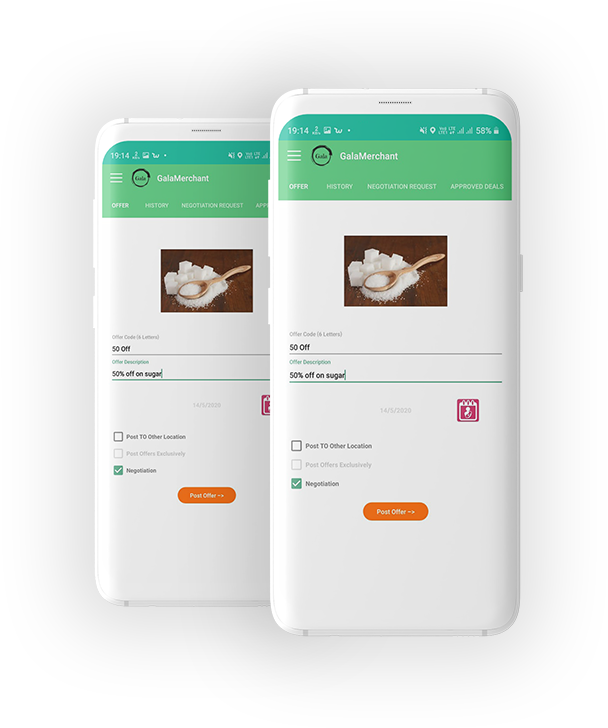 19:14
GalaMerchant
OFFER HISTORY NEGOTIATION REQUEST APP
Offer Code (6 Letters)
50 Off
Offer Description
50% off on sugar
14/5/2020
Post TO Other Location
Post Offers Exclusively
Negotiation
Post Offer ~>
19:14 58%
Gala GalaMerchant
OFFER HISTORY NEGOTIATION REQUEST APPROVED DEALS
Offer Code (6 Letters)
50 Off
Offer Description
50% off on sugar
14/5/2020
Post TO Other Location
Post Offers Exclusively
Negotiation
Post Offer ~>